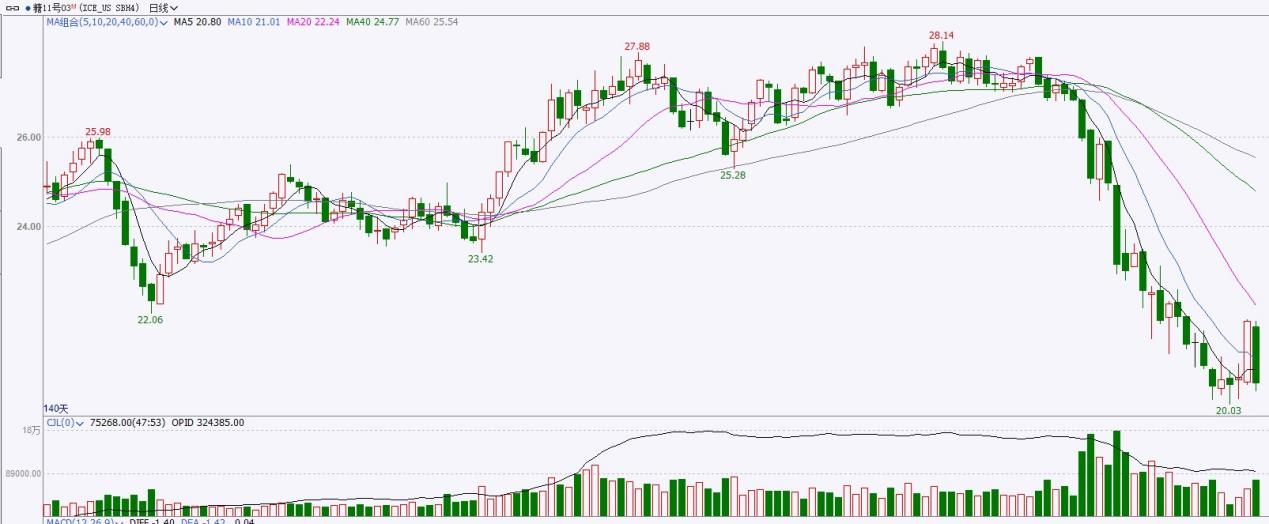 糖11号03M (ICE_US SBH4) 日线
MA组合(5,10,20,40,60,0) MA5 20.80 MA10 21.01 MA20 22.24 MA40 24.77 MA60 25.54
28.14
27.88
26.00
25.98
25.28
24.00
23.42
22.06
20.03
140天
CJL(0) 75268.00(47:53) OPID 324385.00
18万
89000.00
MACD(12,26,9) DIFF -1.40 DEA -1.42 0.04